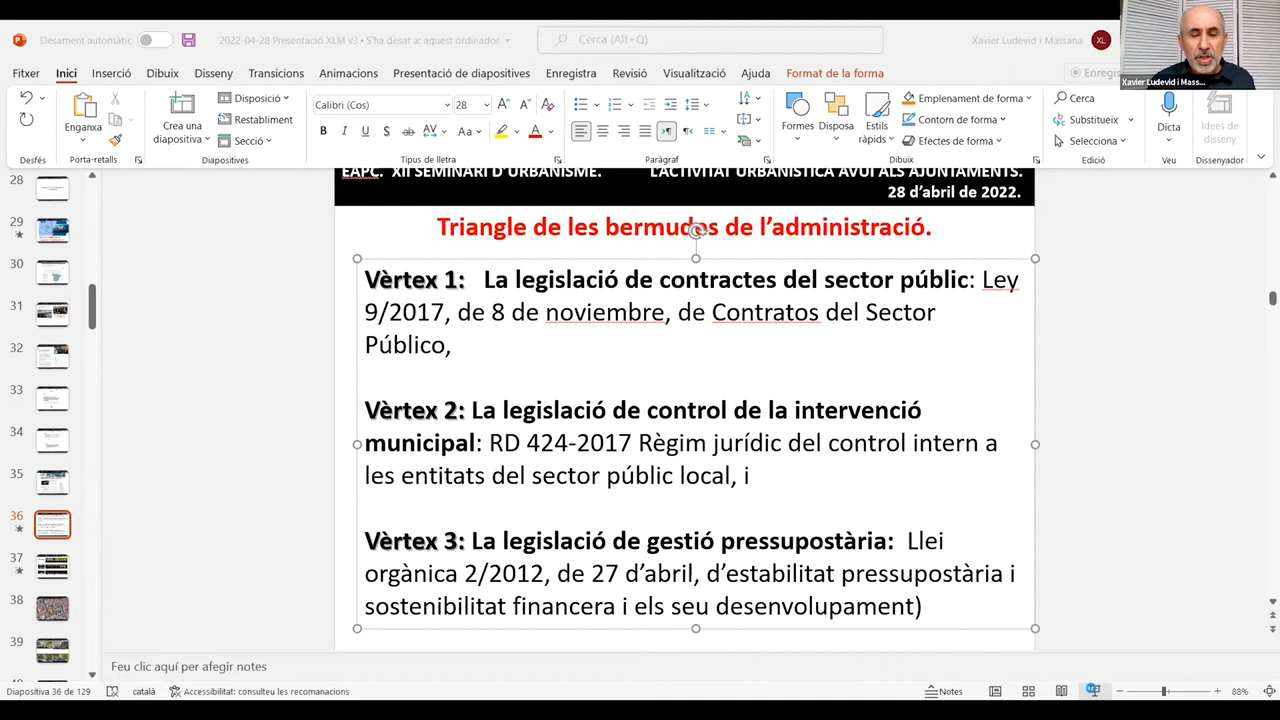 Desament automàtic
2022-04-28 Presentació XLM v3 • S'ha desat a: aquest ordinador
Cerca (Alt+Q)
Xavier Ludevid i Massana
XL
Xavier Ludevid i Mass...
Fitxer Inici Inserció Dibuix Disseny Transicions Animacions Presentació de diapositives Enregistra Revisió Visualització Ajuda Format de la forma
Enregis
Enganxa
Crea una diapositiva
Disposició
Restabliment
Secció
Calibri (Cos)
28
Formes
Disposa
Estils ràpids
Emplenament de forma
Contorn de forma
Efectes de forma
Cerca
Substitueix
Selecciona
Dicta
Idees de disseny
Desfés Porta-retalls Diapositives Tipus de lletra Paràgraf Dibuix Edició Veu Dissenyador
28
29
30
31
32
33
34
35
36
37
38
39
EAPC. XII SEMINARI D'URBANISME. L'ACTIVITAT URBANÍSTICA AVUI ALS AJUNTAMENTS.
28 d'abril de 2022.
Triangle de les bermudes de l'administració.
Vèrtex 1: La legislació de contractes del sector públic: Ley
9/2017, de 8 de noviembre, de Contratos del Sector
Público,
Vèrtex 2: La legislació de control de la intervenció
municipal: RD 424-2017 Règim jurídic del control intern a
les entitats del sector públic local, i
Vèrtex 3: La legislació de gestió pressupostària: Llei
orgànica 2/2012, de 27 d'abril, d'estabilitat pressupostària i
sostenibilitat financera i els seu desenvolupament)
Feu clic aquí per afegir notes
Diapositiva 36 de 129
català
Accessibilitat: consulteu les recomanacions
Notes
88%